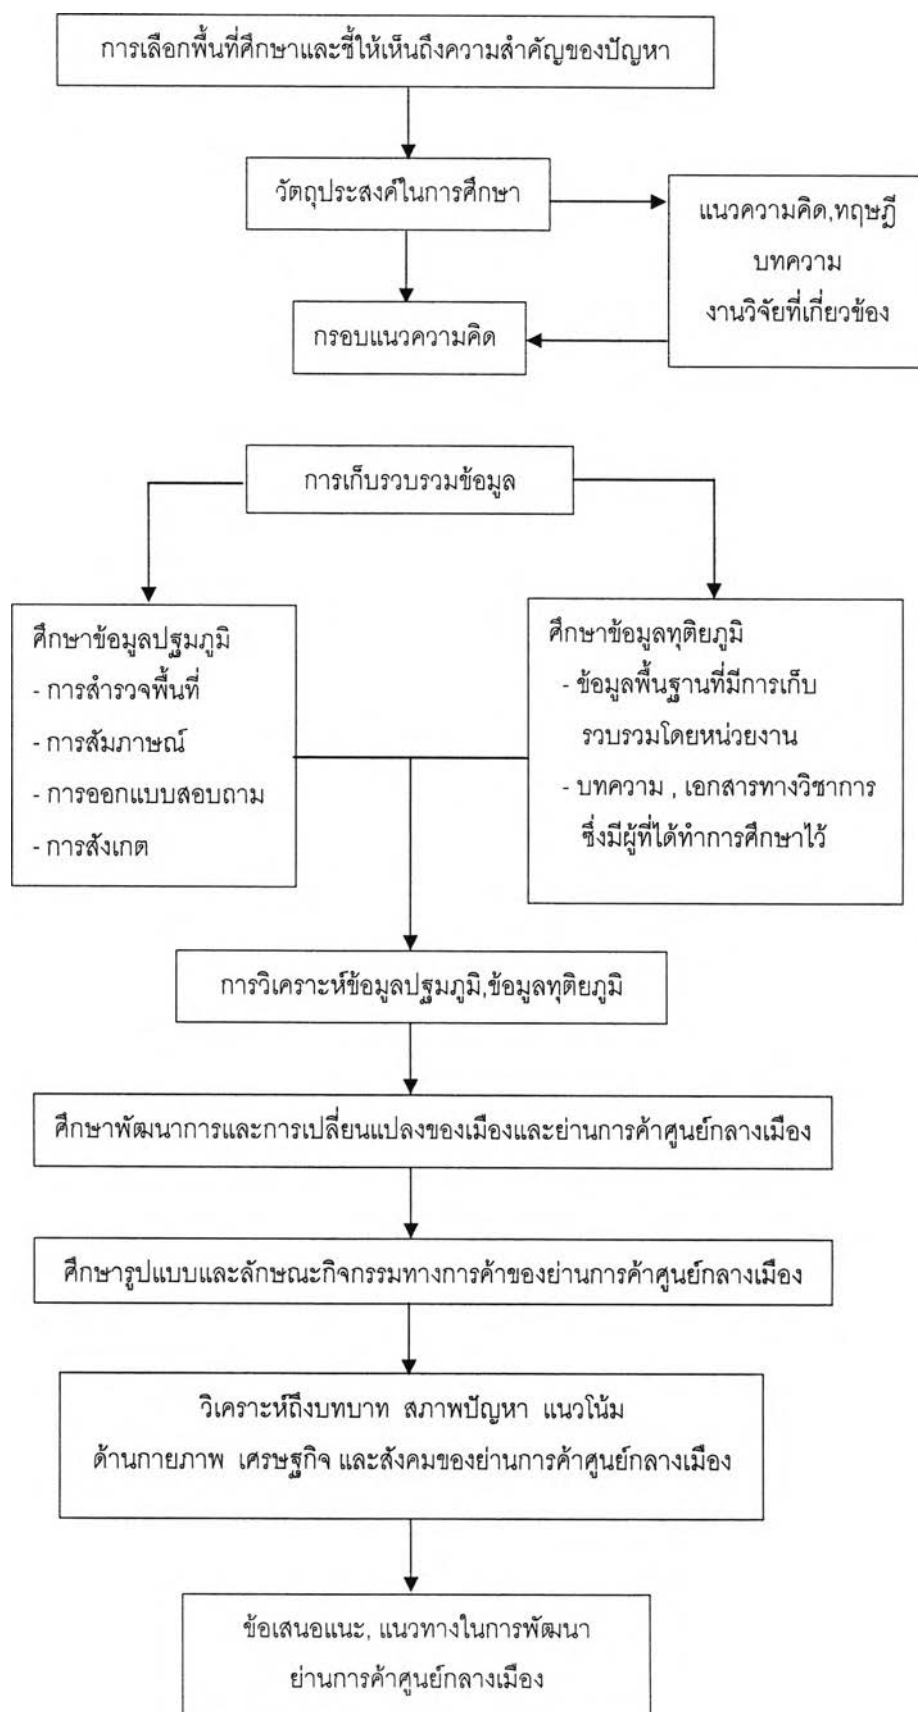 การเลือกพื้นที่ศึกษาและชี้ให้เห็นถึงความสำคัญของปัญหา
วัตถุประสงค์ในการศึกษา
แนวความคิด,ทฤษฎี
บทความ
งานวิจัยที่เกี่ยวข้อง
กรอบแนวความคิด
การเก็บรวบรวมข้อมูล
ศึกษาข้อมูลปฐมภูมิ
- การสำรวจพื้นที่
- การสัมภาษณ์
- การออกแบบสอบถาม
- การสังเกต
ศึกษาข้อมูลทุติยภูมิ
- ข้อมูลพื้นฐานที่มีการเก็บ
รวบรวมโดยหน่วยงาน
- บทความ , เอกสารทางวิชาการ
ซึ่งมีผู้ที่ได้ทำการศึกษาไว้
การวิเคราะห์ข้อมูลปฐมภูมิ,ข้อมูลทุติยภูมิ
ศึกษาพัฒนาการและการเปลี่ยนแปลงของเมืองและย่านการค้าศูนย์กลางเมือง
ศึกษารูปแบบและลักษณะกิจกรรมทางการค้าของย่านการค้าศูนย์กลางเมือง
วิเคราะห์ถึงบทบาท สภาพปัญหา แนวโน้ม
ด้านกายภาพ เศรษฐกิจ และสังคมของย่านการค้าศูนย์กลางเมือง
ข้อเสนอแนะ, แนวทางในการพัฒนา
ย่านการค้าศูนย์กลางเมือง